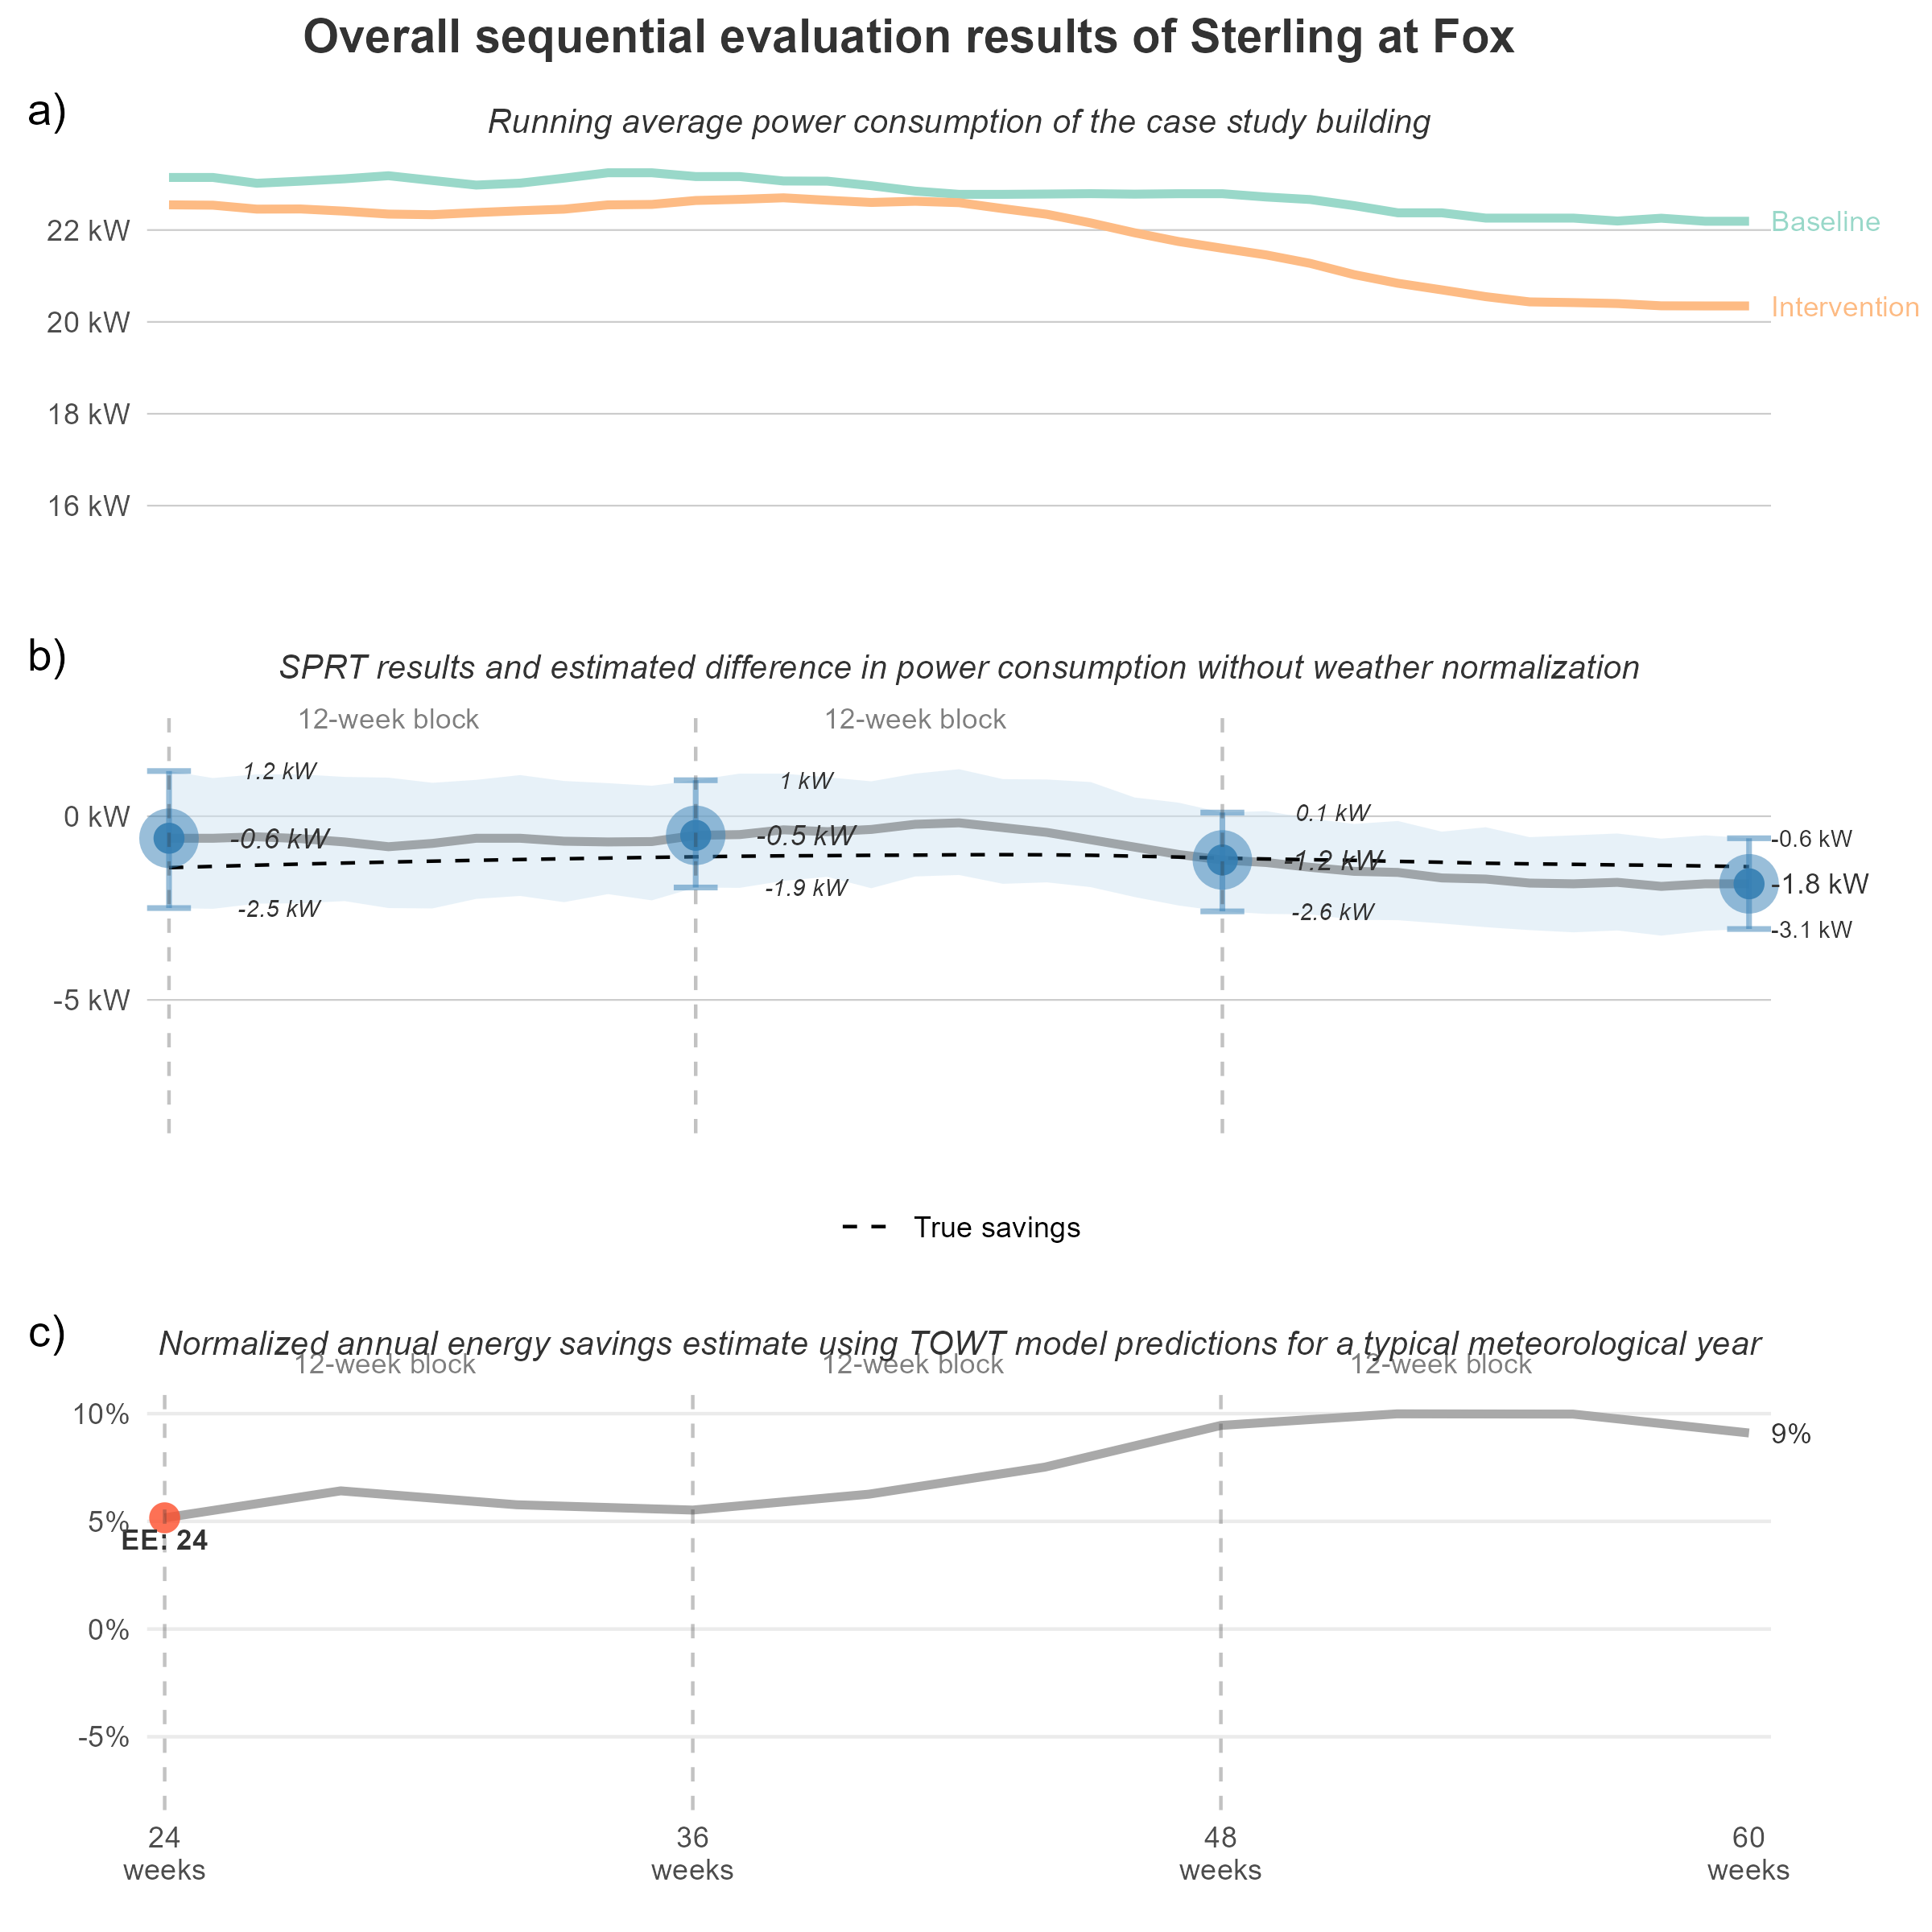 Overall sequential evaluation results of Sterling at Fox
a)
Running average power consumption of the case study building
22 kW
20 kW
18 kW
16 kW
Baseline
Intervention
b)
SPRT results and estimated difference in power consumption without weather normalization
12-week block
12-week block
0 kW
-5 kW
1.2 kW
-0.6 kW
-2.5 kW
1 kW
-0.5 kW
-1.9 kW
0.1 kW
-1.2 kW
-2.6 kW
-0.6 kW
-1.8 kW
-3.1 kW
True savings
c)
Normalized annual energy savings estimate using TOWT model predictions for a typical meteorological year
12-week block
12-week block
12-week block
10%
5%
0%
-5%
EE: 24
9%
24
weeks
36
weeks
48
weeks
60
weeks